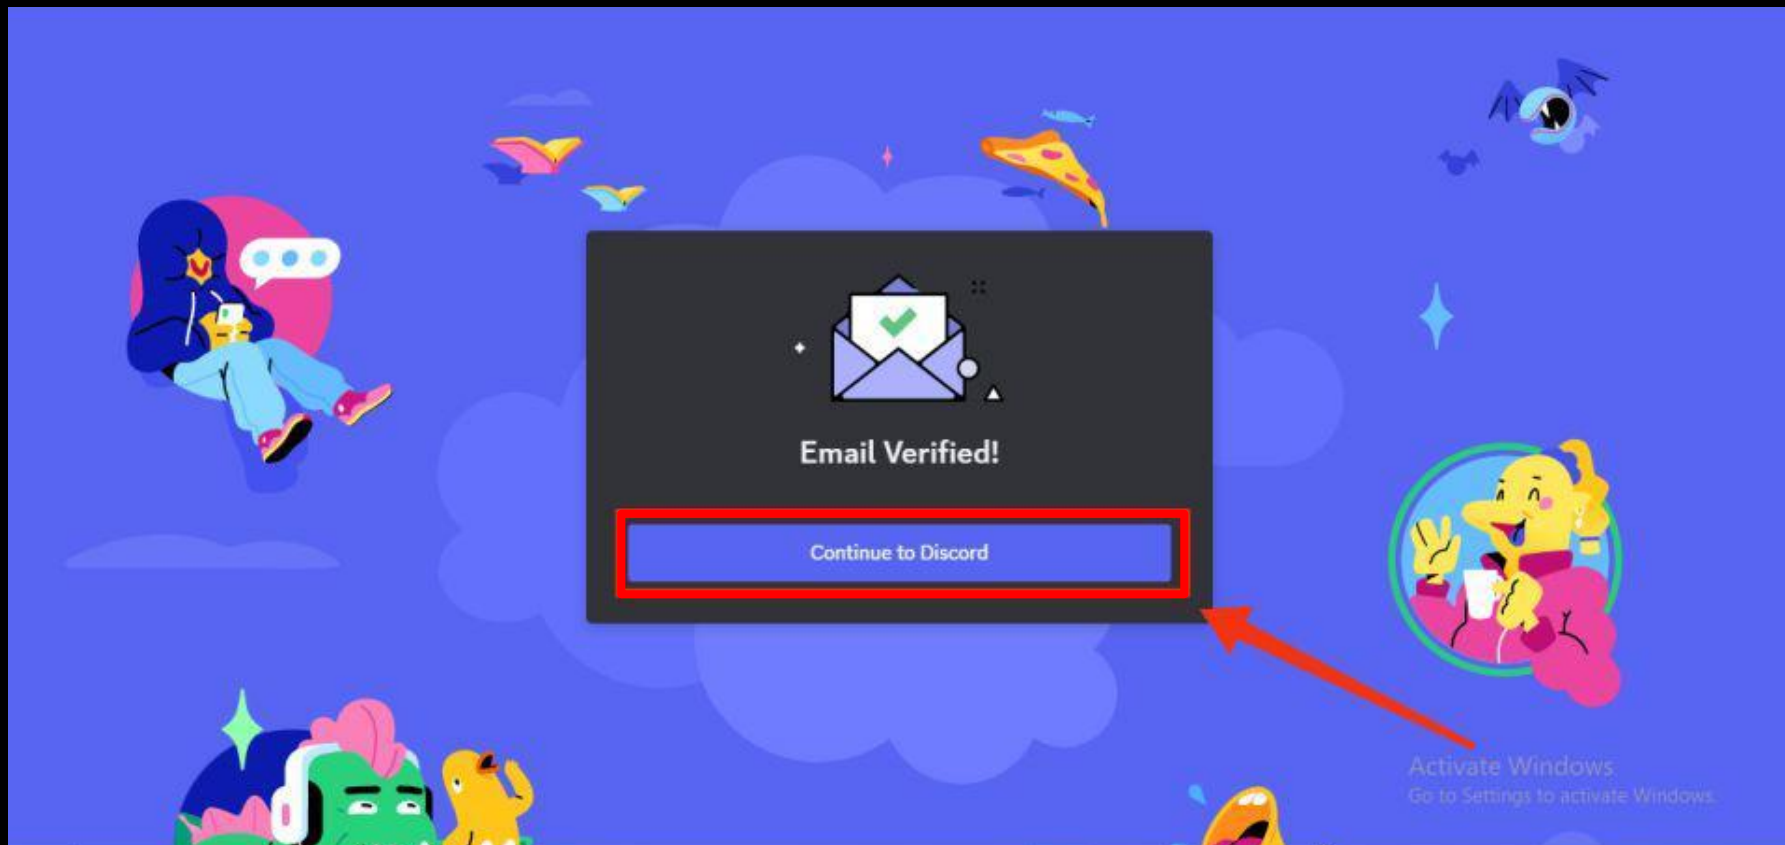 Email Verified!
Continue to Discord
Activate Windows
Go to Settings to activate Windows.